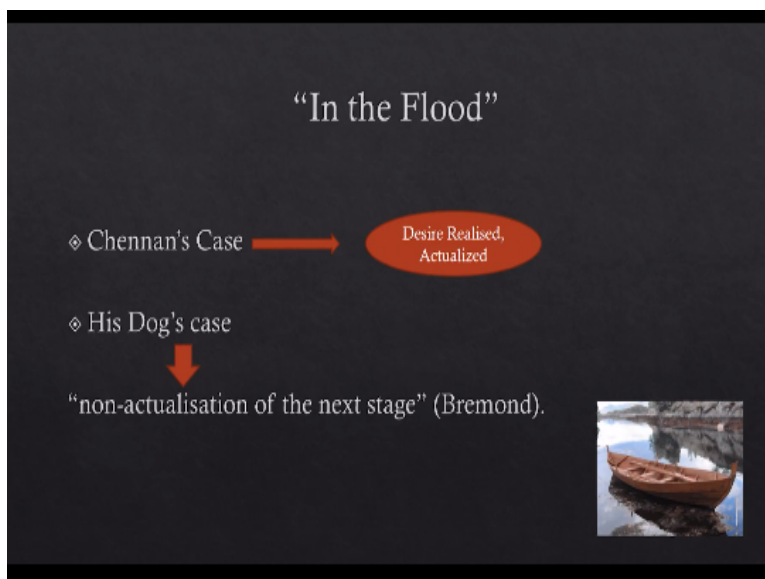 “In the Flood”
Chennan’s Case
Desire Realised,
Actualized
His Dog’s case
“non-actualisation of the next stage” (Bremond).